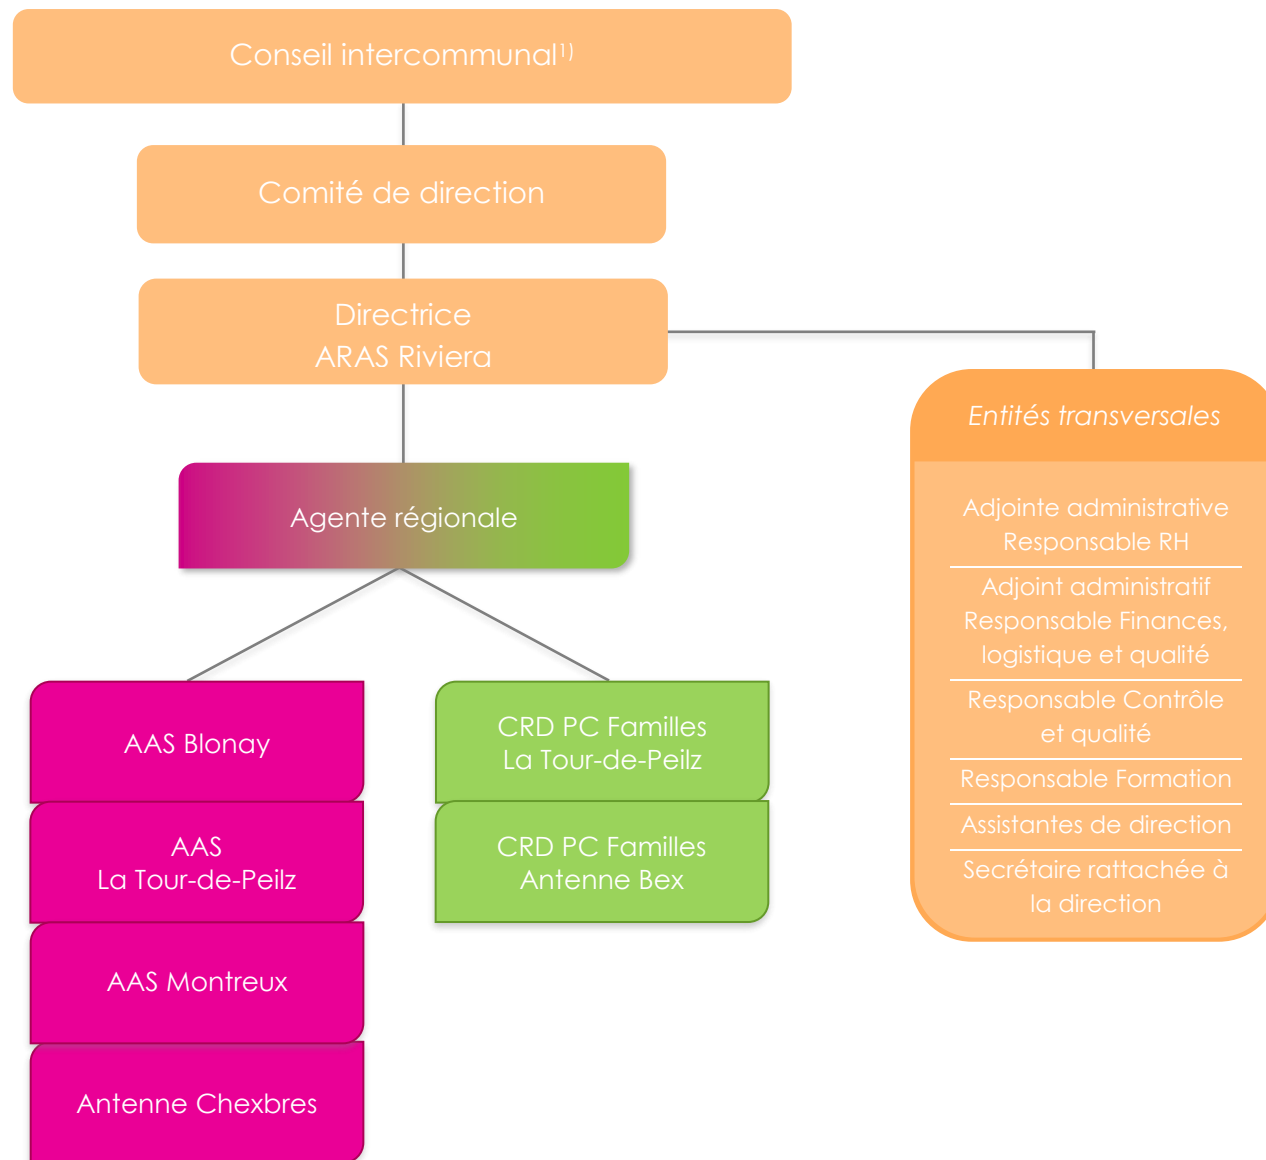 Conseil intercommunal1)
Comité de direction
Directrice
ARAS Riviera
Entités transversales
Adjointe administrative
Responsable RH
Adjoint administratif
Responsable Finances,
logistique et qualité
Responsable Contrôle
et qualité
Responsable Formation
Assistantes de direction
Secrétaire rattachée à
la direction
Agente régionale
AAS Blonay
AAS
La Tour-de-Peilz
AAS Montreux
Antenne Chexbres
CRD PC Familles
La Tour-de-Peilz
CRD PC Familles
Antenne Bex